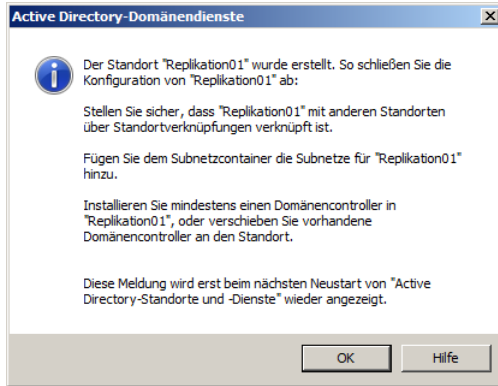 Active Directory-Domänendienste
Der Standort "Replikation01" wurde erstellt. So schließen Sie die
Konfiguration von "Replikation01" ab:
Stellen Sie sicher, dass "Replikation01" mit anderen Standorten
über Standortverknüpfungen verknüpft ist.
Fügen Sie dem Subnetzcontainer die Subnetze für "Replikation01"
hinzu.
Installieren Sie mindestens einen Domänencontroller in
"Replikation01", oder verschieben Sie vorhandene
Domänencontroller an den Standort.
Diese Meldung wird erst beim nächsten Neustart von "Active
Directory-Standorte und -Dienste" wieder angezeigt.
OK
Hilfe